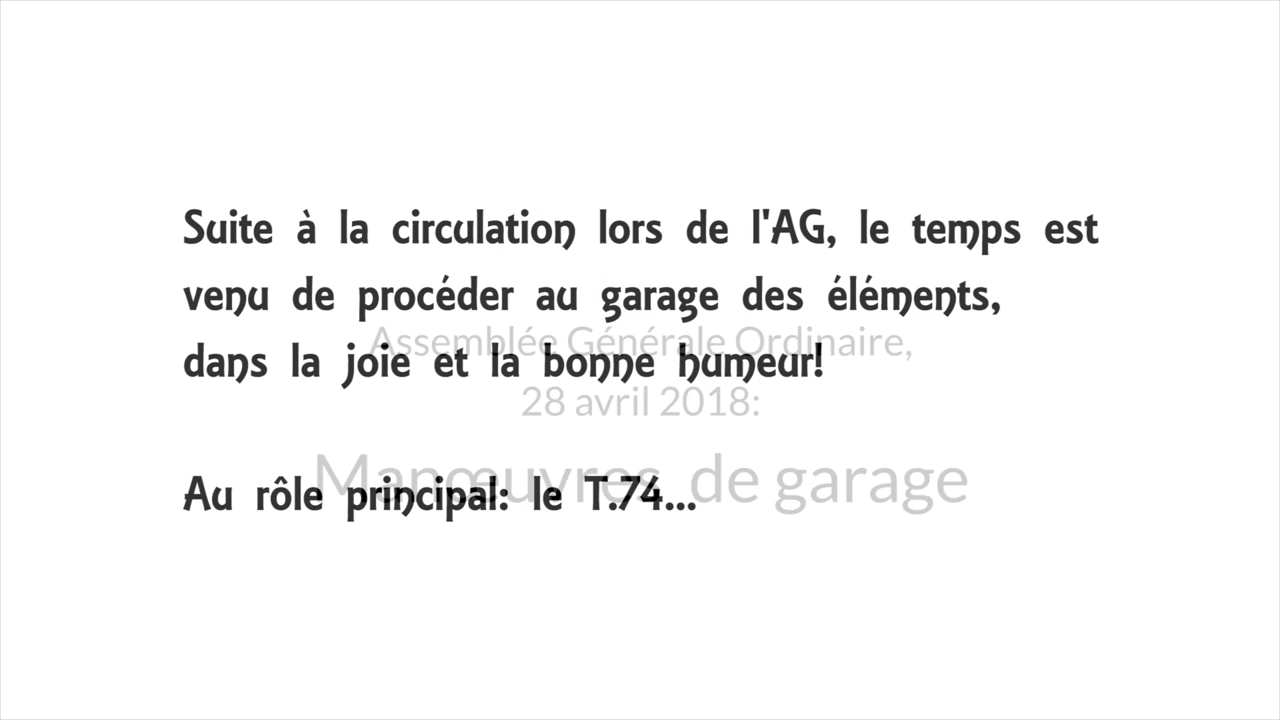 Suite à la circulation lors de l'AG, le temps est
venu de procéder au garage des éléments,
dans la joie et la bonne humeur!
Au rôle principal: le T.74...
Assemblée Générale Ordinaire,
28 avril 2018:
Manœuvres de garage